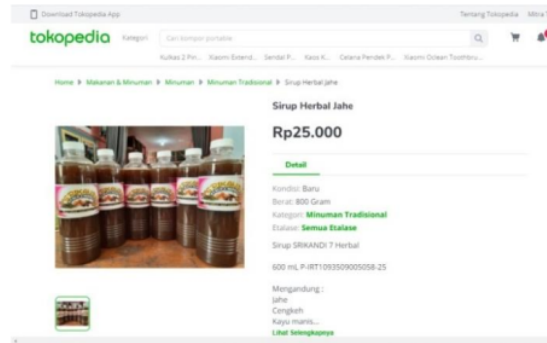 Download Tokopedia App
Tentang Tokopedia Mitra
tokopedia Kategori Cari kompor portable
Kulkas 2 Pin... Xiaomi Extend... Sendal P... Kaos K... Celana Pendek P... Xiaomi Oclean Toothbru...
Home Makanan & Minuman Minuman Minuman Tradisional Sirup Herbal Jahe
Sirup Herbal Jahe
Rp25.000
Detail
Kondisi: Baru
Berat: 800 Gram
Kategori: Minuman Tradisional
Etalase: Semua Etalase
Sirup SRIKANDI 7 Herbal
600 mL P-IRT1093509005058-25
Mengandung :
Jahe
Cengkeh
Kayu manis...
Lihat Selengkapnya